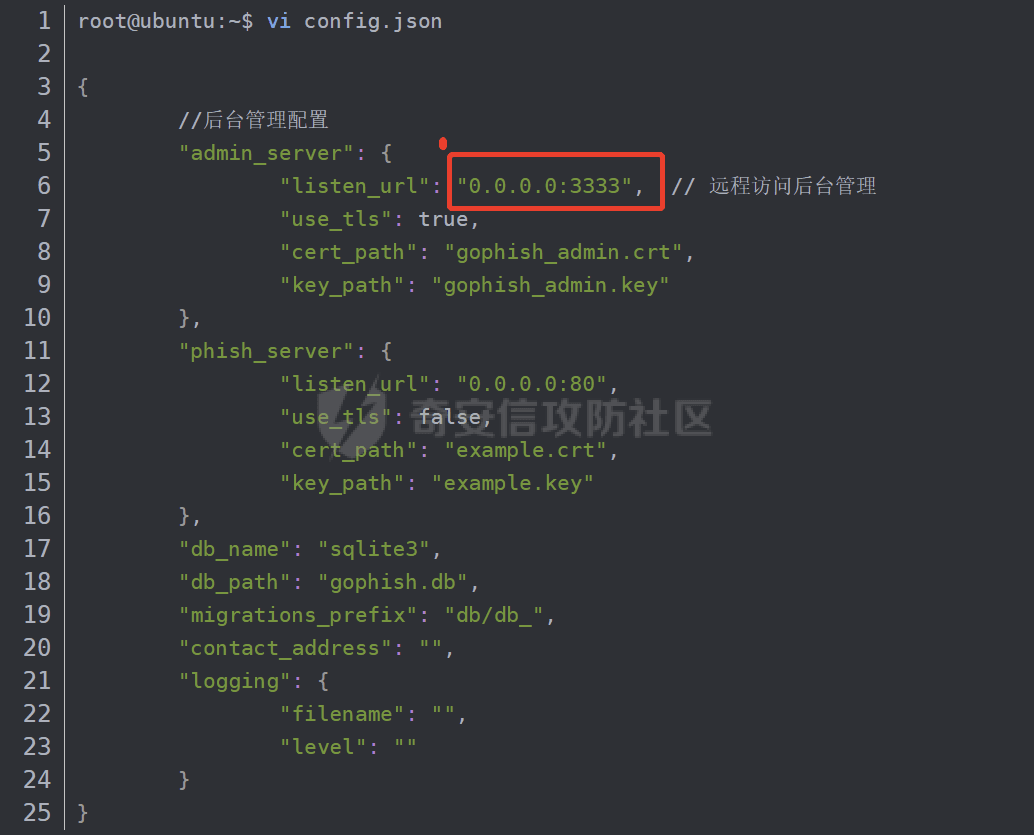 1 root@ubuntu:~$ vi config.json
2
3 {
4 //后台管理配置
5 "admin_server": {
6 "listen_url": "0.0.0.0:3333", // 远程访问后台管理
7 "use_tls": true,
8 "cert_path": "gophish_admin.crt",
9 "key_path": "gophish_admin.key"
10 },
11 "phish_server": {
12 "listen_url": "0.0.0.0:80",
13 "use_tls": false,
奇安信攻防社区
14 "cert_path": "example.crt",
15 "key_path": "example.key"
16 },
17 "db_name": "sqlite3",
18 "db_path": "gophish.db",
19 "migrations_prefix": "db/db_",
20 "contact_address": "",
21 "logging": {
22 "filename": "",
23 "level": ""
24 }
25 }